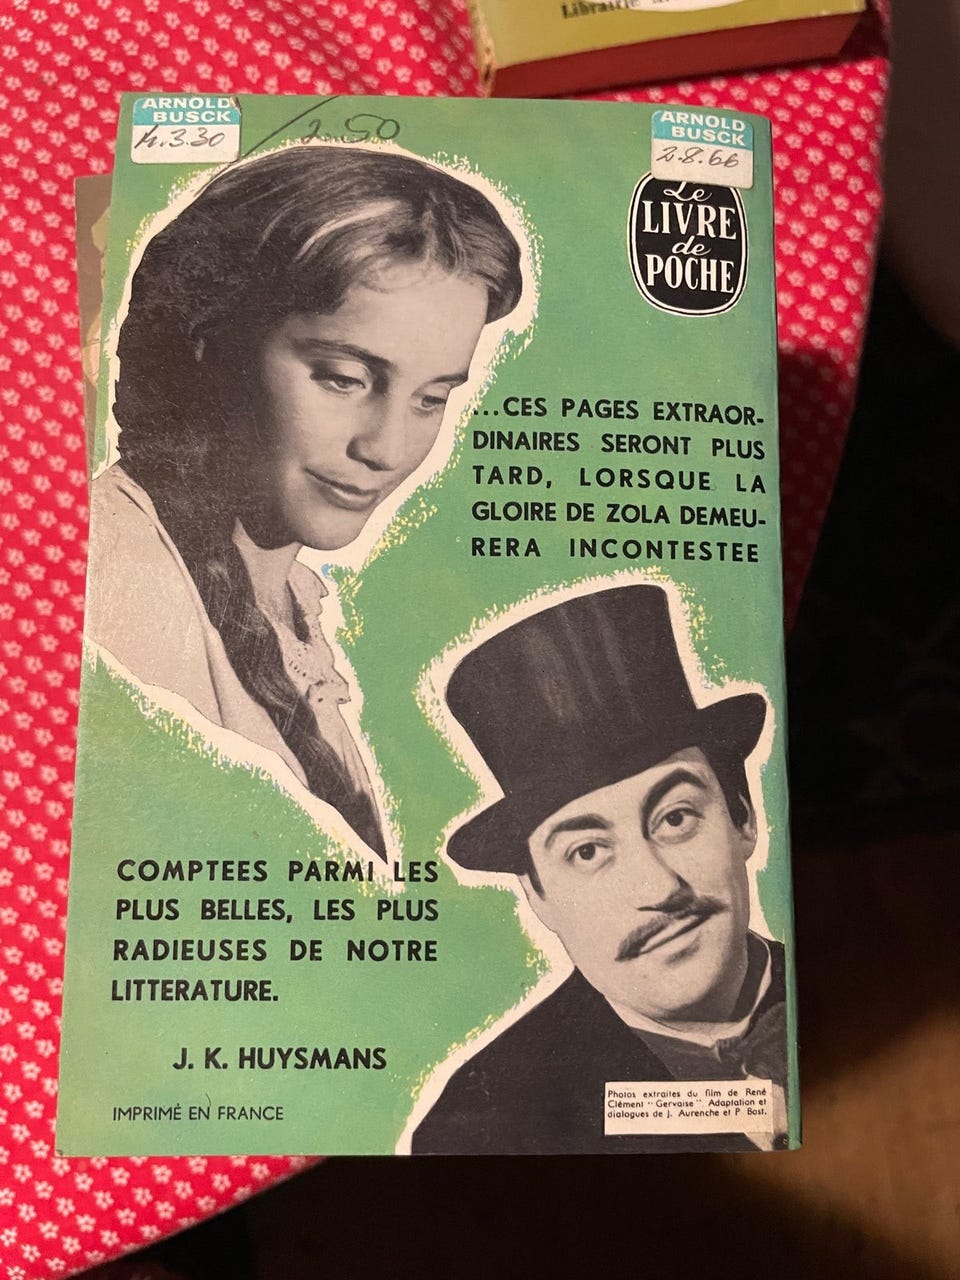 Librairie
ARNOLD
BUSCK
2.50
ARNOLD
BUSCK
2.8.66
Le
LIVRE
de
POCHE
...CES PAGES EXTRAOR-
DINAIRES SERONT PLUS
TARD, LORSQUE LA
GLOIRE DE ZOLA DEMEU-
RERA INCONTESTEE
COMPTEES PARMI LES
PLUS BELLES, LES PLUS
RADIEUSES DE NOTRE
LITTERATURE.
J. K. HUYSMANS
IMPRIMÉ EN FRANCE
Photos extraites du film de René
Clément "Gervaise". Adaptation et
dialogues de J. Aurenche et P. Bost.